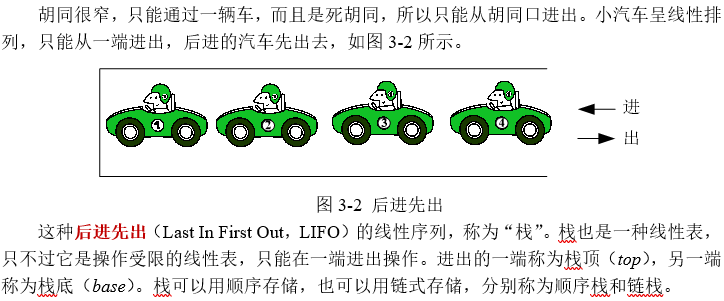 胡同很窄，只能通过一辆车，而且是死胡同，所以只能从胡同口进出。小汽车呈线性排
列，只能从一端进出，后进的汽车先出去，如图 3-2 所示。
① ② ③ ④
进
出
图 3-2 后进先出
这种后进先出（Last In First Out，LIFO）的线性序列，称为“栈”。栈也是一种线性表，
只不过它是操作受限的线性表，只能在一端进出操作。进出的一端称为栈顶（top），另一端
称为栈底（base）。栈可以用顺序存储，也可以用链式存储，分别称为顺序栈和链栈。